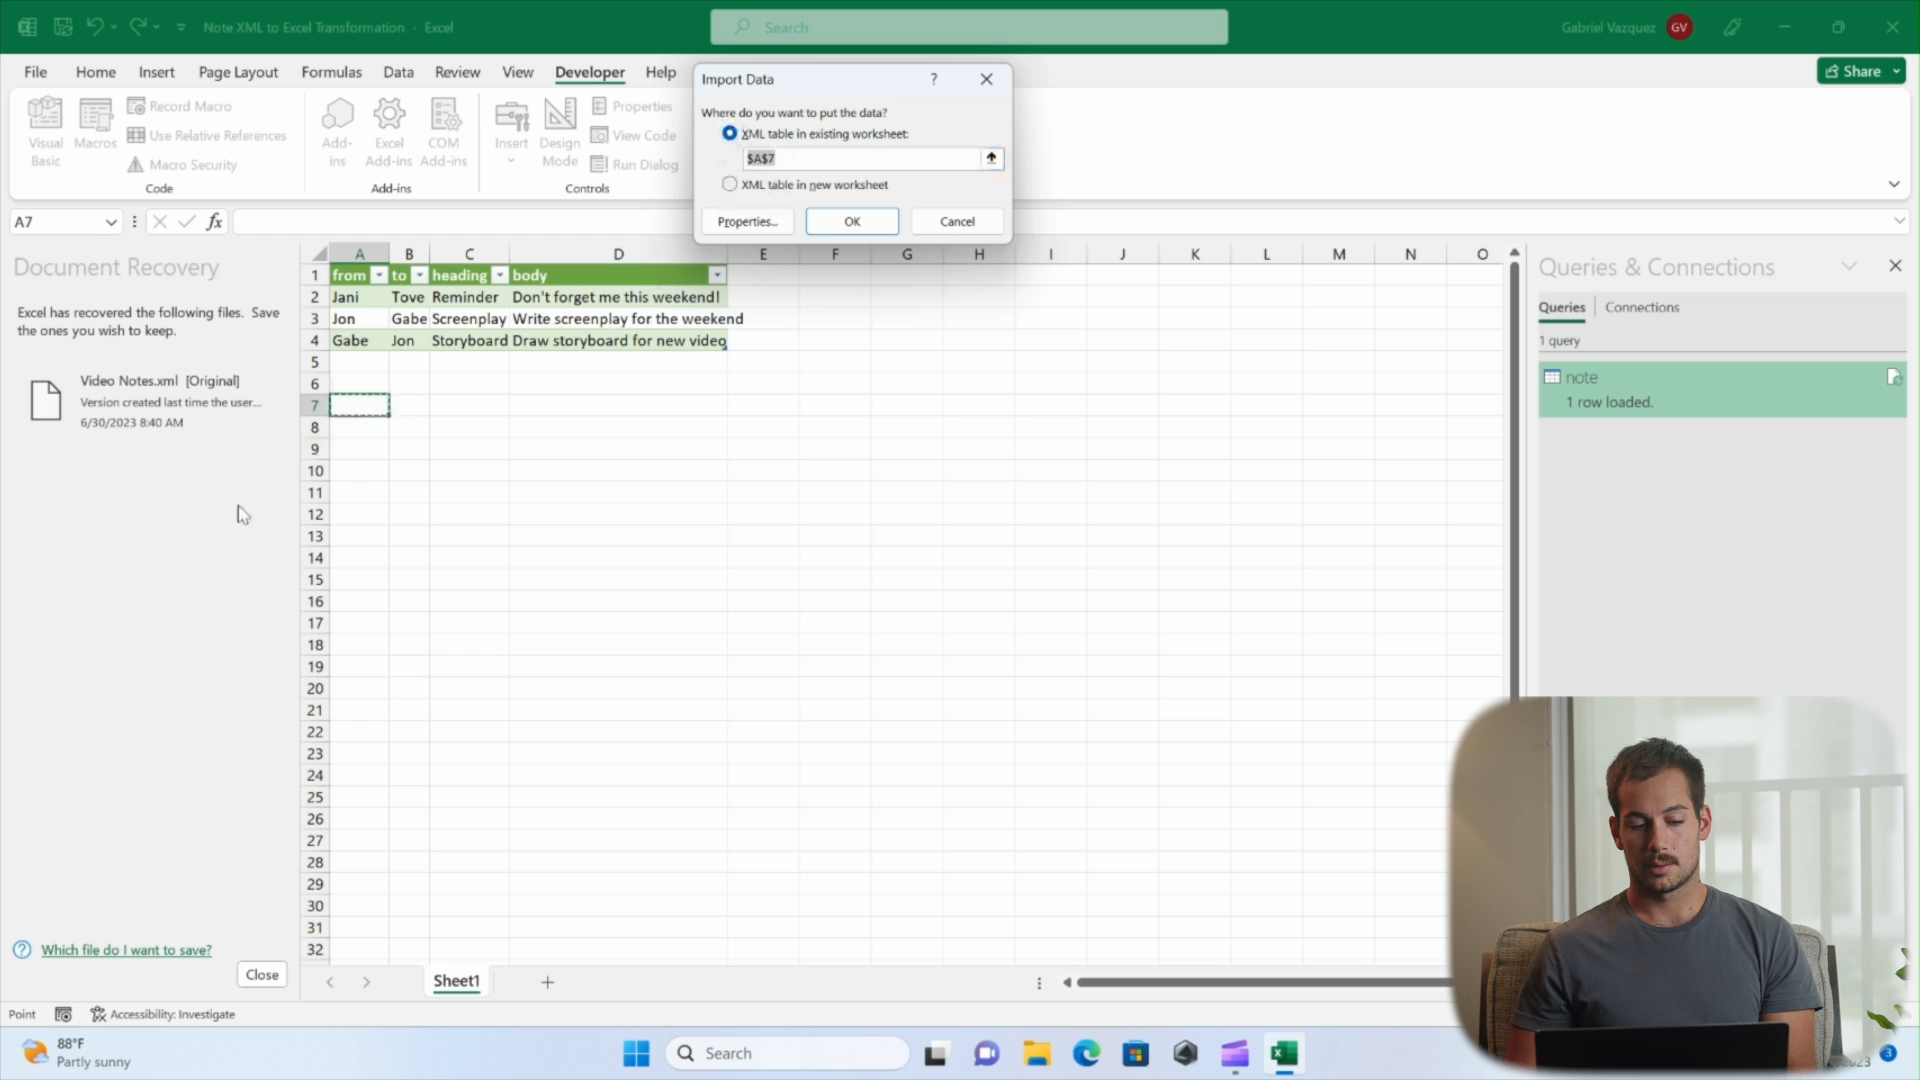 Note XML to Excel Transformation - Excel
Search
Gabriel Vazquez
GV
File Home Insert Page Layout Formulas Data Review View Developer Help
Share
Visual Basic
Macros
Record Macro
Use Relative References
Macro Security
Code
Add-ins
Excel Add-ins
COM Add-ins
Add-ins
Insert
Design Mode
Properties
View Code
Run Dialog
Controls
Import Data
?
Where do you want to put the data?
XML table in existing worksheet:
$A$7
XML table in new worksheet
Properties...
OK
Cancel
A7
fx
Document Recovery
Excel has recovered the following files. Save
the ones you wish to keep.
Video Notes.xml [Original]
Version created last time the user...
6/30/2023 8:40 AM
Which file do I want to save?
Close
A B C D E F G H I J K L M N O
1 from to heading body
2 Jani Tove Reminder Don't forget me this weekend!
3 Jon Gabe Screenplay Write screenplay for the weekend
4 Gabe Jon Storyboard Draw storyboard for new video
5
6
7
8
9
10
11
12
13
14
15
16
17
18
19
20
21
22
23
24
25
26
27
28
29
30
31
32
Queries & Connections
Queries
Connections
1 query
note
1 row loaded.
Sheet1
Point
Accessibility: Investigate
88°F
Partly sunny
Search
3